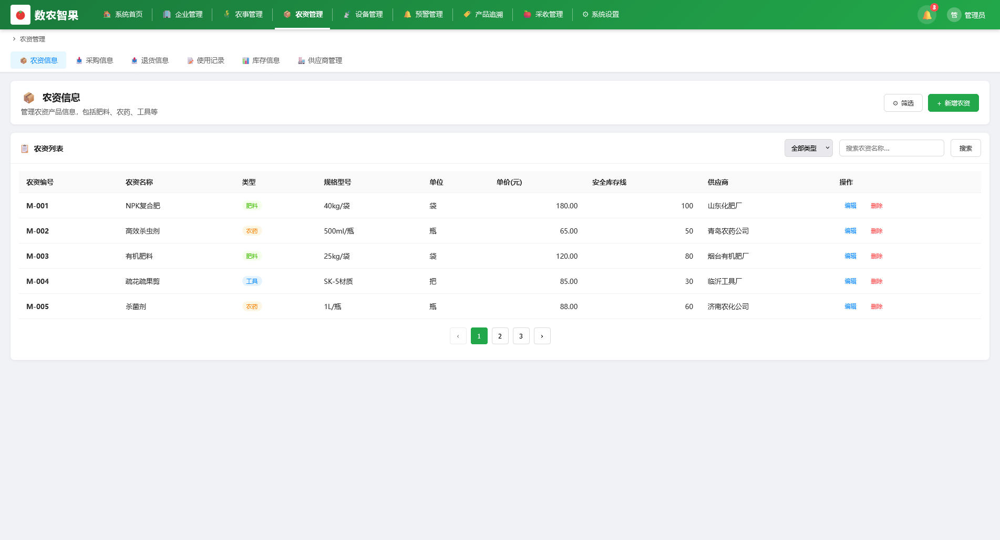 数农智果 系统首页 企业管理 农事管理 农资管理 设备管理 预警管理 产品追溯 采收管理 系统设置 3 管 管理员
› 农资管理
农资信息 采购信息 退货信息 使用记录 库存信息 供应商管理
农资信息
管理农资产品信息，包括肥料、农药、工具等
筛选 + 新增农资
农资列表 全部类型 搜索农资名称... 搜索
农资编号 农资名称 类型 规格型号 单位 单价(元) 安全库存线 供应商 操作
M-001 NPK复合肥 肥料 40kg/袋 袋 180.00 100 山东化肥厂 编辑 删除
M-002 高效杀虫剂 农药 500ml/瓶 瓶 65.00 50 青岛农药公司 编辑 删除
M-003 有机肥料 肥料 25kg/袋 袋 120.00 80 烟台有机肥厂 编辑 删除
M-004 疏花疏果剪 工具 SK-5材质 把 85.00 30 临沂工具厂 编辑 删除
M-005 杀菌剂 农药 1L/瓶 瓶 88.00 60 济南农化公司 编辑 删除
‹ 1 2 3 ›